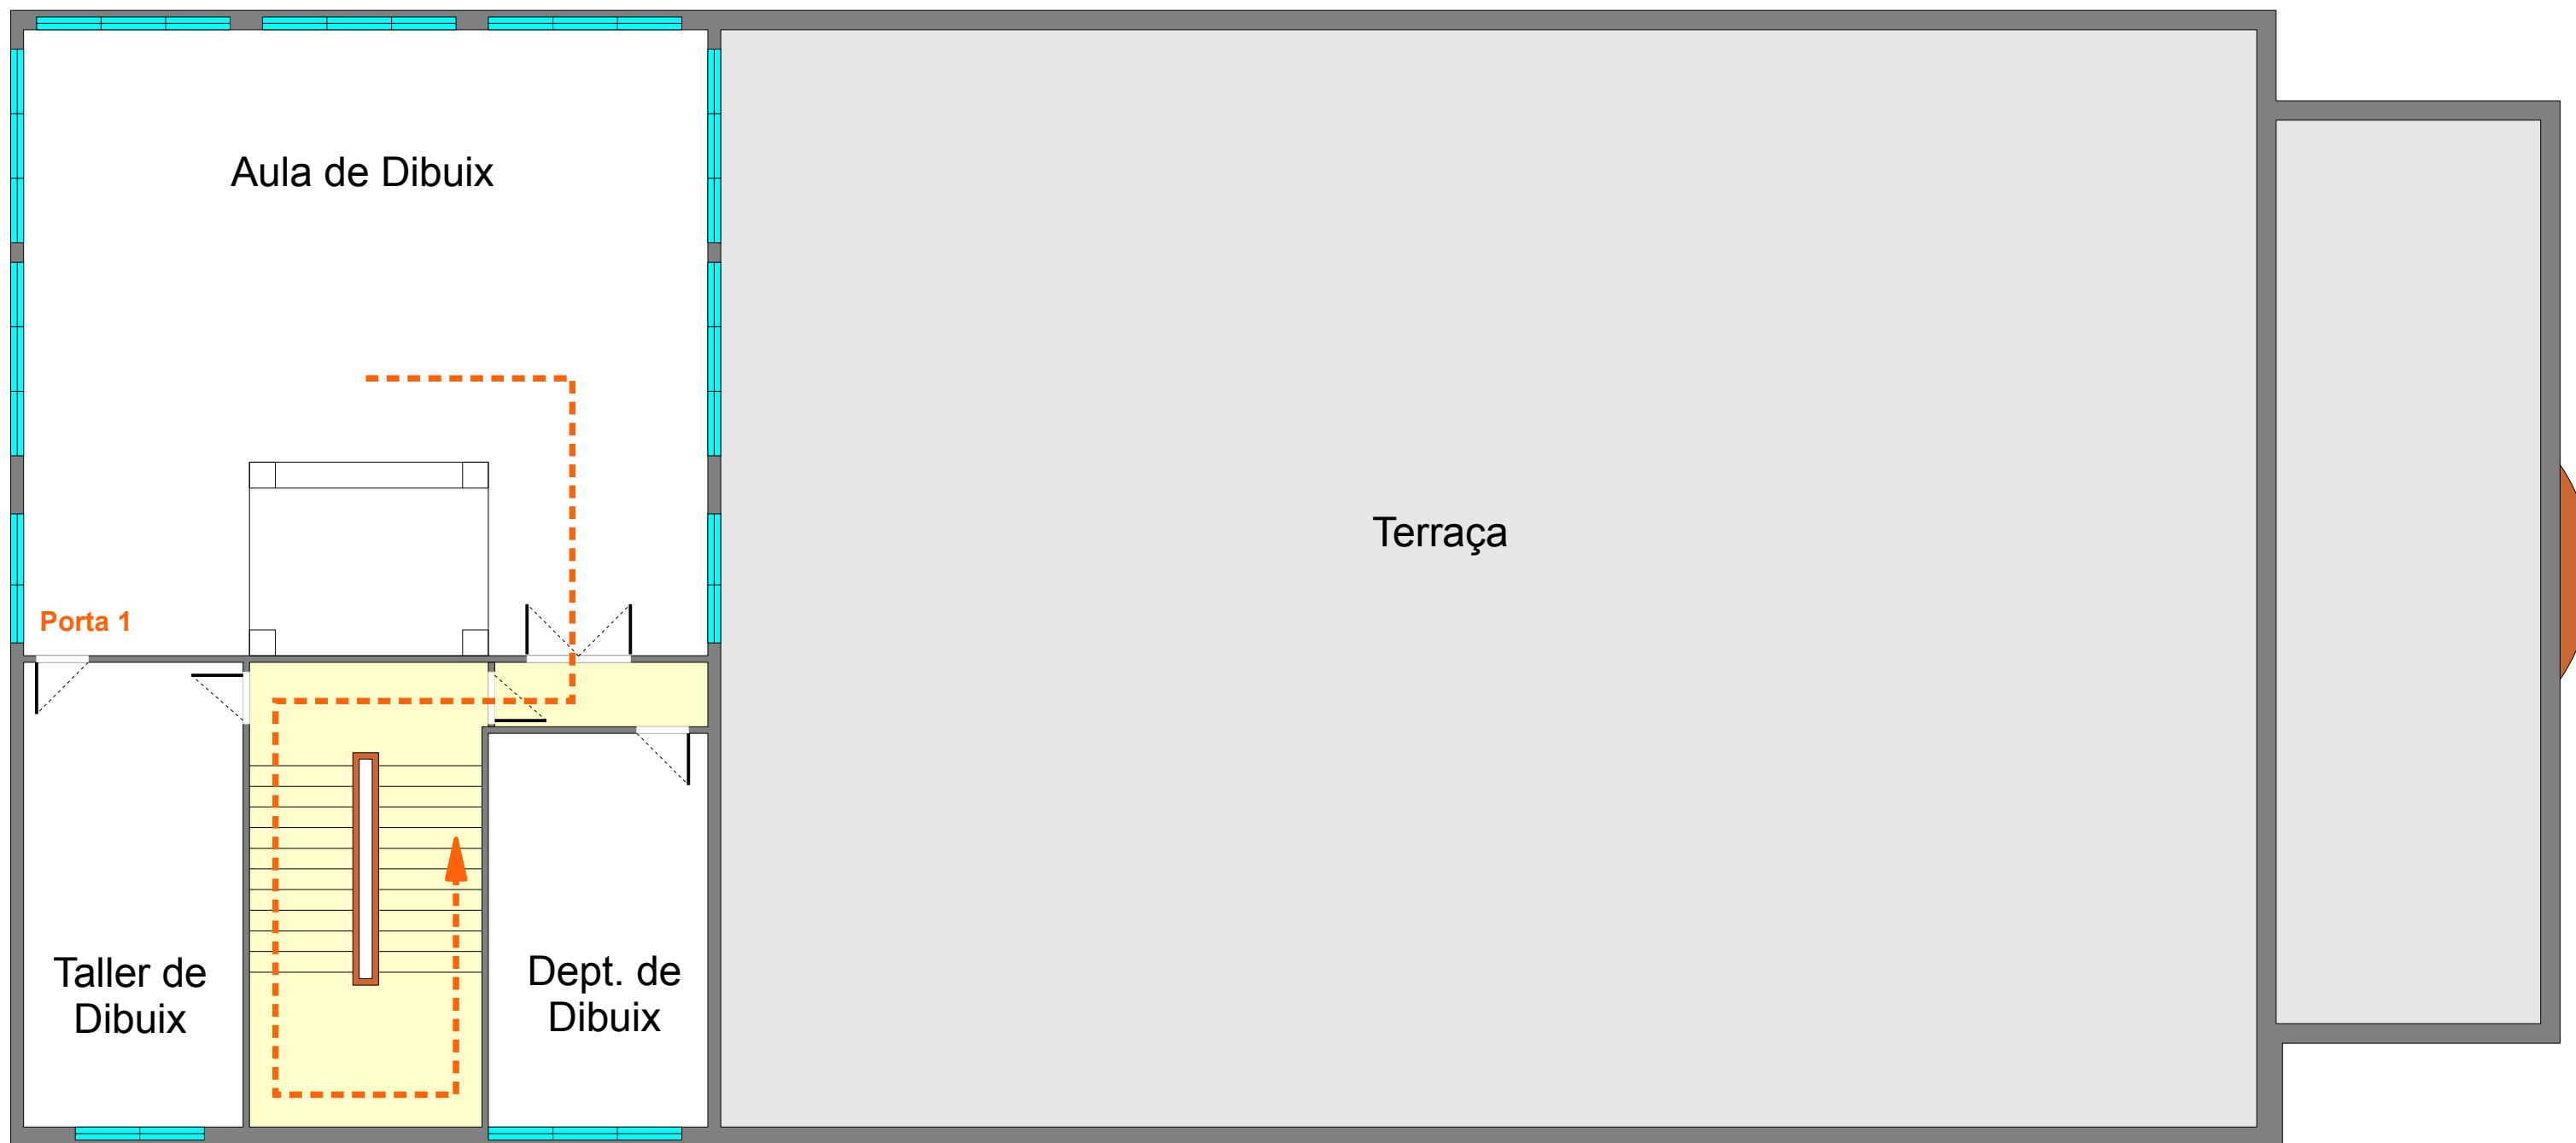 Aula de Dibuix
Terraça
Porta 1
Taller de
Dibuix
Dept. de
Dibuix